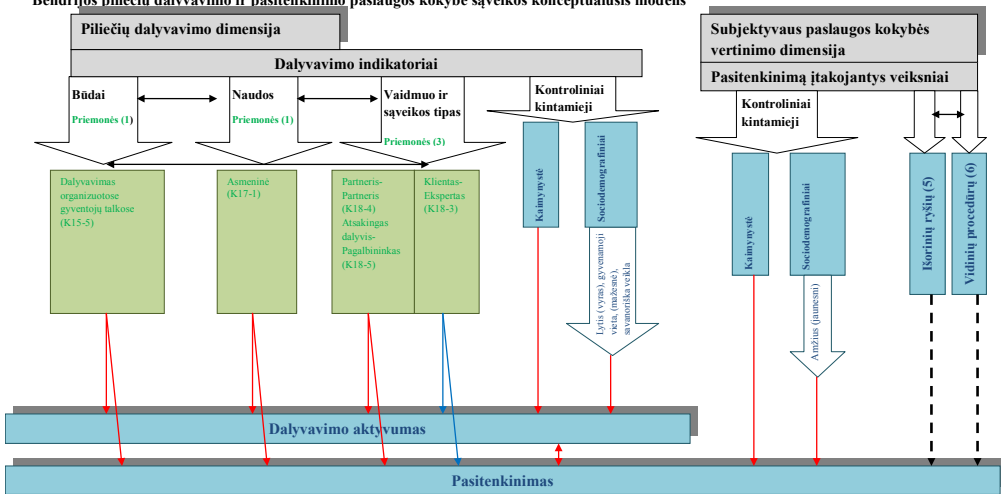 Bendrijos piliečių dalyvavimo ir pasitenkinimo paslaugos kokybe sąveikos konceptualusis modelis
Piliečių dalyvavimo dimensija
Dalyvavimo indikatoriai
Būdai
Priemonės (1)
Naudos
Priemonės (1)
Vaidmuo ir
sąveikos tipas
Priemonės (3)
Kontroliniai
kintamieji
Dalyvavimas
organizuotose
gyventojų talkose
(K15-5)
Asmeninė
(K17-1)
Partneris-
Partneris
(K18-4)
Atsakingas
dalyvis-
Pagalbininkas
(K18-5)
Klientas-
Ekspertas
(K18-3)
Kaimynystė
Sociodemografiniai
Lytis (vyras), gyvenamoji
vieta, (mažesnė),
savanoriška veikla
Subjektyvaus paslaugos kokybės
vertinimo dimensija
Pasitenkinimą įtakojantys veiksniai
Kontroliniai
kintamieji
Kaimynystė
Sociodemografiniai
Amžius (jaunesni)
Išorinių ryšių (5)
Vidinių procedūrų (6)
Dalyvavimo aktyvumas
Pasitenkinimas